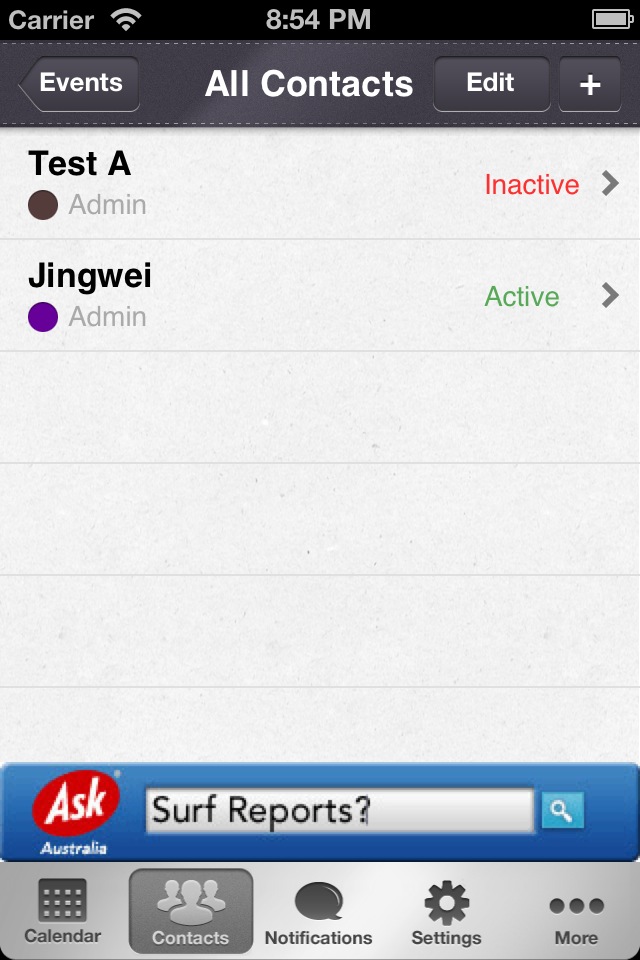 Carrier 8:54 PM
Events All Contacts Edit +
Test A
Admin
Inactive
Jingwei
Admin
Active
Ask
Australia
Surf Reports?
Calendar Contacts Notifications Settings More